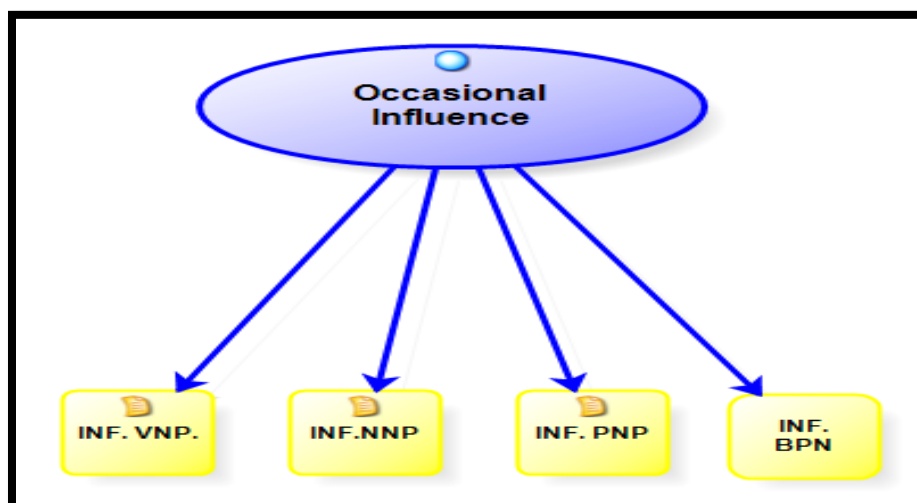 Occasional
Influence
INF. VNP.
INF.NNP
INF. PNP
INF.
BPN